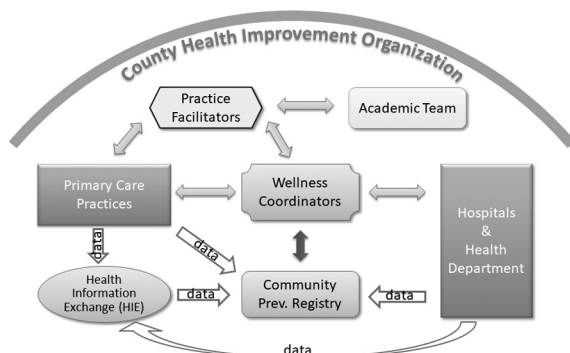 County Health Improvement Organization
Practice
Facilitators
Academic Team
Primary Care
Practices
Wellness
Coordinators
Hospitals
&
Health
Department
data
data
Health
Information
Exchange (HIE)
data
Community
Prev. Registry
data
data